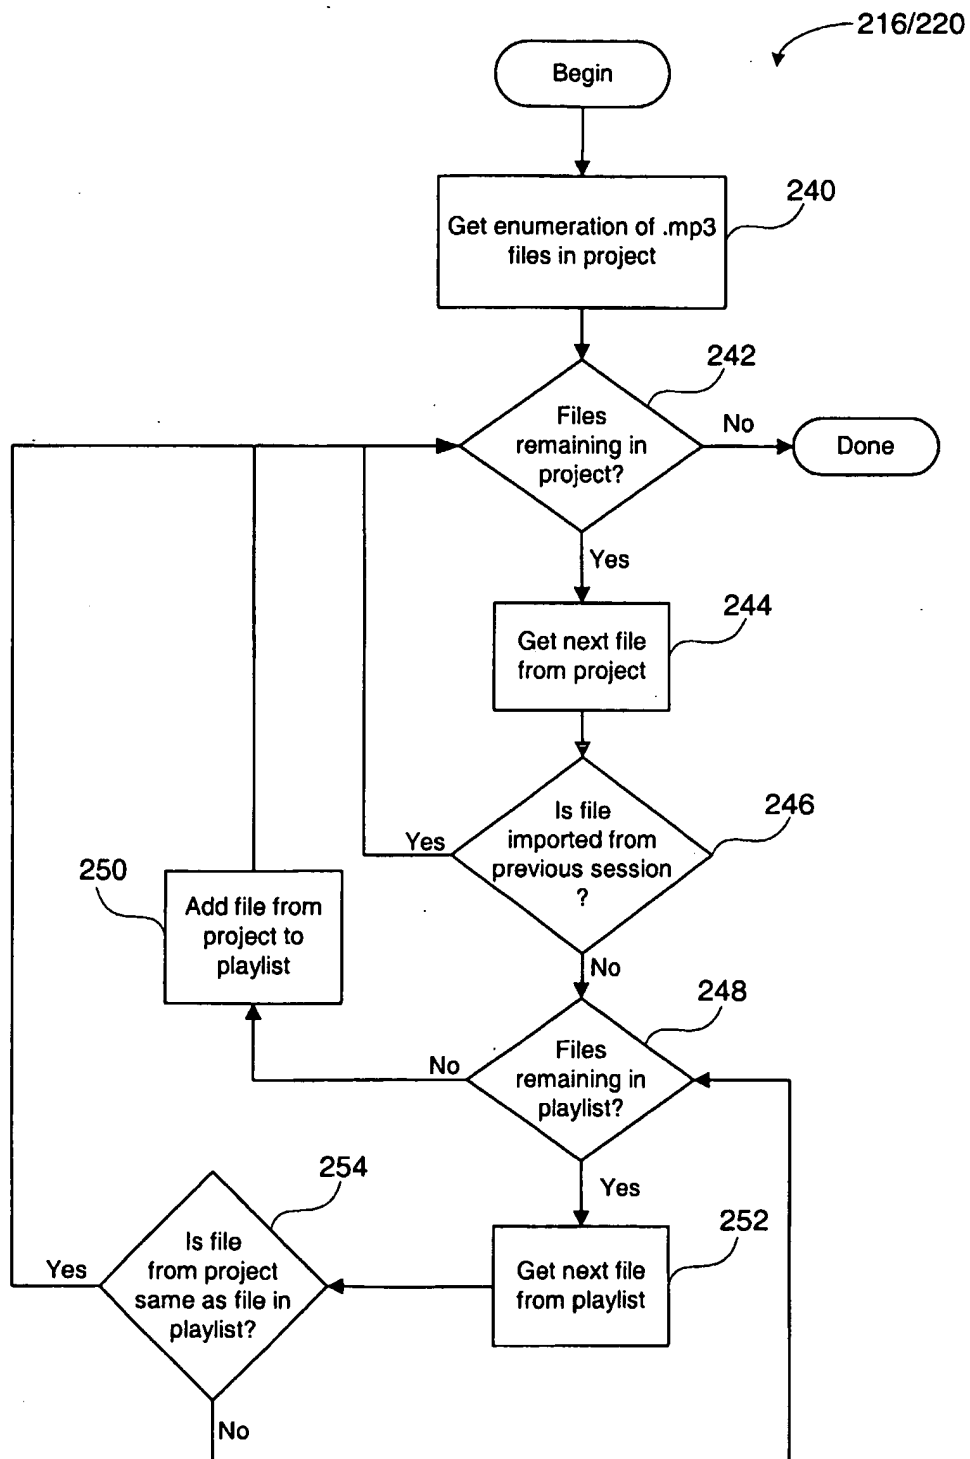 216/220
Begin
240
Get enumeration of .mp3
files in project
242
Files
remaining in
project?
No
Done
Yes
244
Get next file
from project
246
Is file
imported from
previous session
?
Yes
250
Add file from
project to
playlist
No
248
Files
remaining in
playlist?
No
254
Yes
252
Is file
from project
same as file in
playlist?
Yes
Get next file
from playlist
No